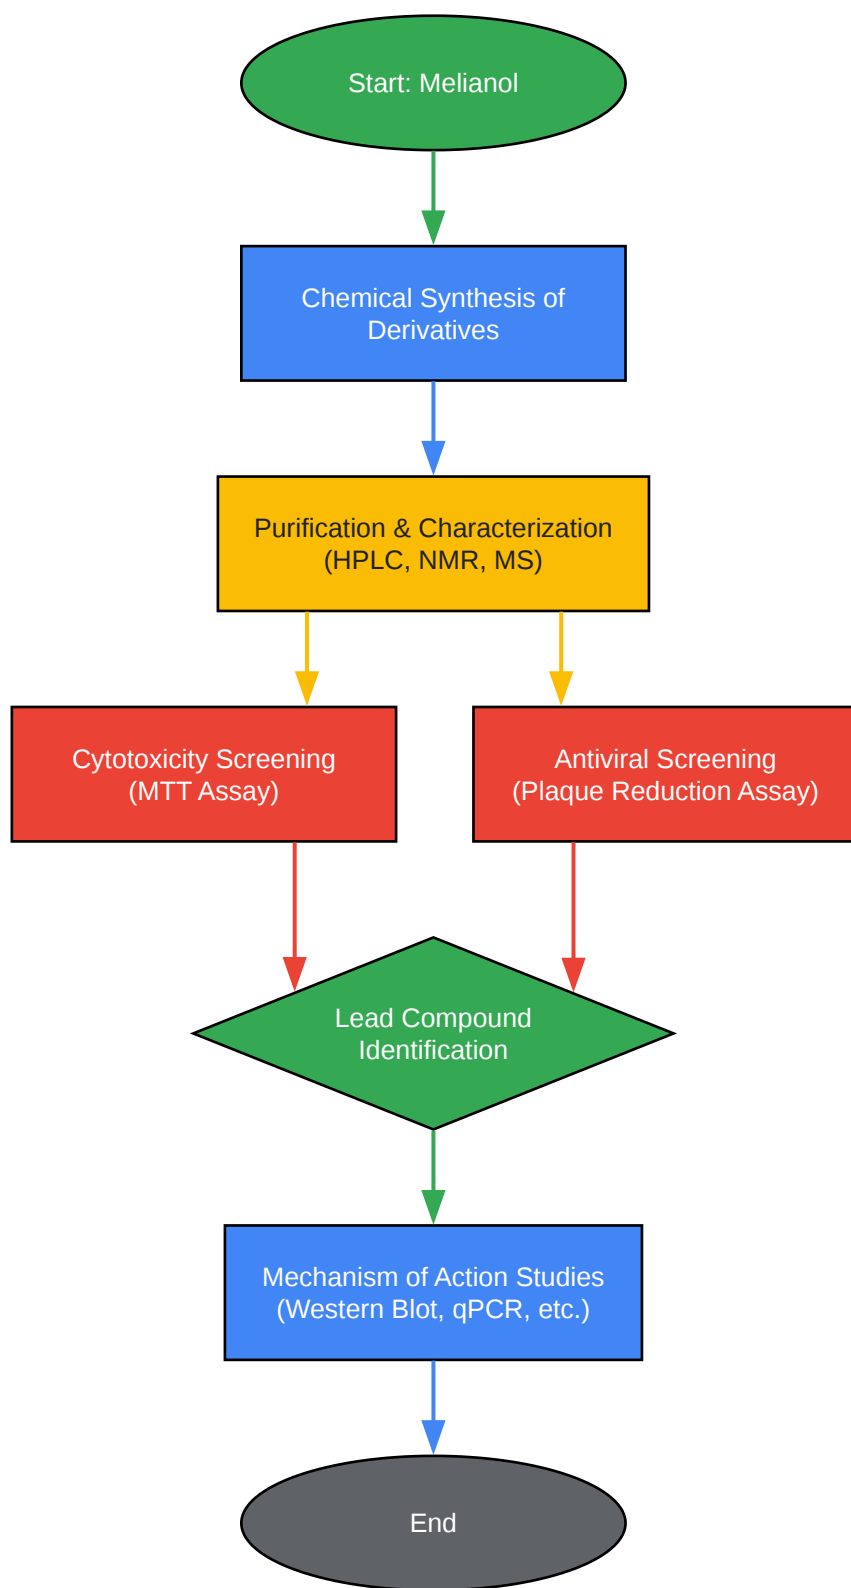 Start: Melianol
Chemical Synthesis of
Derivatives
Purification & Characterization
(HPLC, NMR, MS)
Cytotoxicity Screening
(MTT Assay)
Antiviral Screening
(Plaque Reduction Assay)
Lead Compound
Identification
Mechanism of Action Studies
(Western Blot, qPCR, etc.)
End